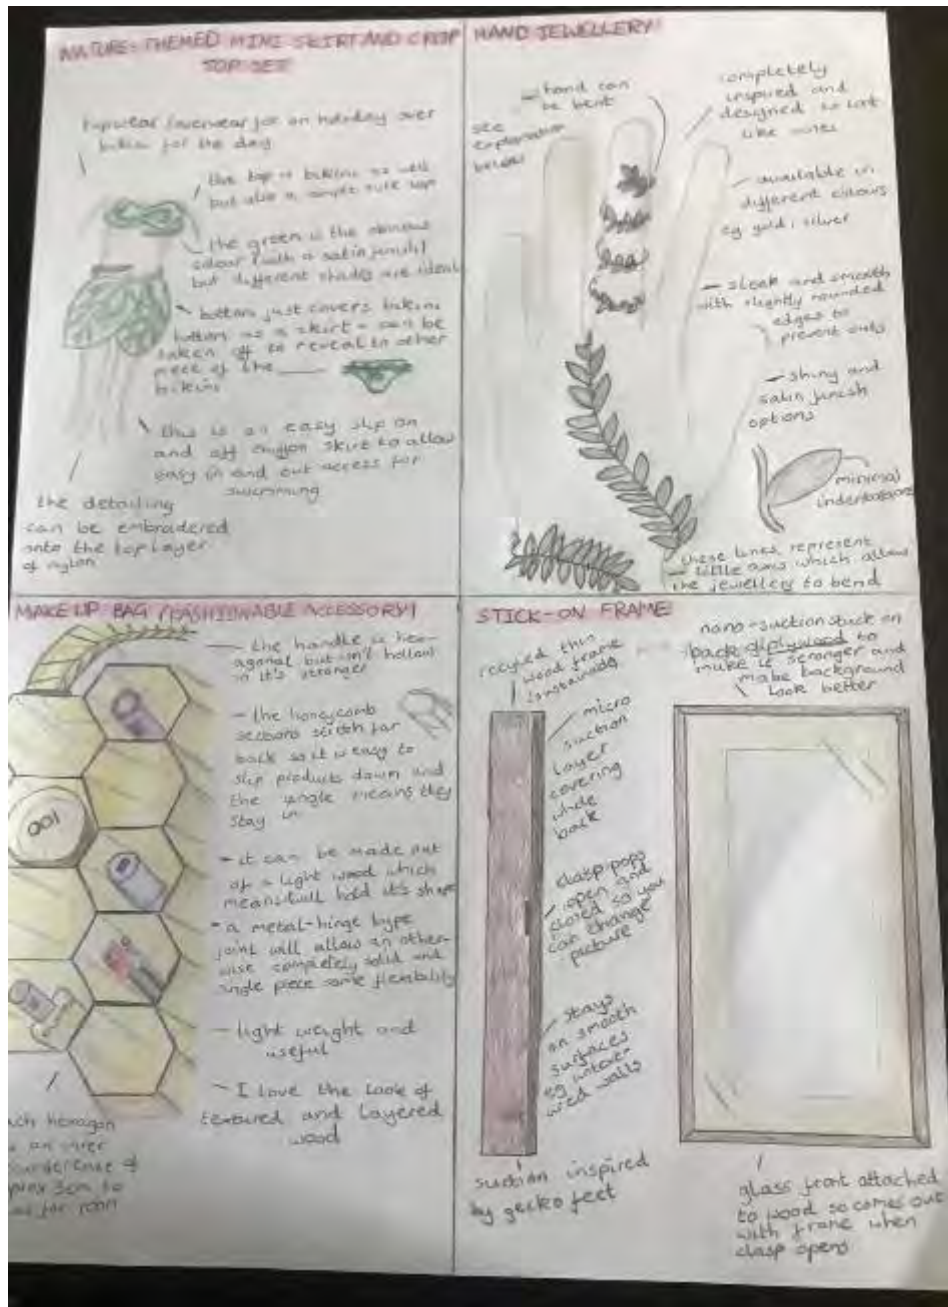 NATURE-THEMED MINI SKIRT AND CROP
TOP SET
topwear/overwear for on holiday over
bikini for the day
the top is bikini as well
but also a simple cute top
the green is the obvious
colour (with a satin finish)
but different shades are ideal
bottom just covers bikini
bottom as a skirt - can be
taken off to reveal to other
piece of the
bikini
this is an easy slip on
and off chiffon skirt to allow
easy in and out access for
swimming
the detailing
can be embradered
onto the top layer
of nylon
HAND JEWELLERY
hand can
be bent
see
explanation
below
completely
inspired and
designed to look
like
available in
different colours
eg gold, silver
sleek and smooth
with slightly rounded
edges to
prevent cuts
shiny and
satin finish
options
minimal
these lines represent
little which allow
the jewellery to bend
MAKE UP BAG (FASHIONABLE ACCESSORY)
the handle is hex-
agonal but isn't hollow
so it's stronger
the honeycomb
sections stretch far
back so it is easy to
slip products down and
the angle means they
stay in
001
it can be made out
of a light wood which
means it will hold it's shape
a metal-hinge type
joint will allow an other-
wise completely solid and
single piece some flexibility
light weight and
useful
I love the look of
textured and layered
wood
ch hexagon
an
of
3cm to
for room
STICK-ON FRAME
recycled thin
wood frame
nano-suction stuck on
back of plywood to
make it stronger and
make background
look better
micro
suction
layer
covering
whole
back
clasp pops
open and
closed so you
can change
picture
stays
on smooth
surfaces
eg
walls
suction inspired
by gecko feet
glass front attached
to wood so comes out
with frame when
clasp opens